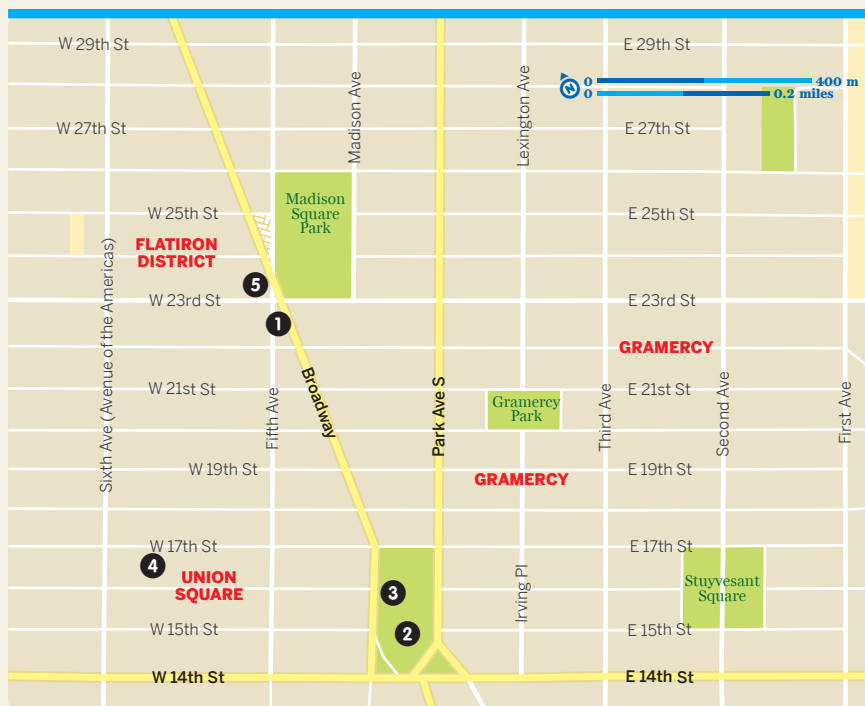 W 29th St
E 29th St
0
400 m
N
0
0.2 miles
Madison Ave
Lexington Ave
W 27th St
E 27th St
Madison
Square
Park
W 25th St
E 25th St
FLATIRON
DISTRICT
5
W 23rd St
E 23rd St
1
GRAMERCY
Sixth Ave (Avenue of the Americas)
Fifth Ave
Broadway
Park Ave S
W 21st St
E 21st St
Gramercy
Park
Third Ave
Second Ave
First Ave
W 19th St
E 19th St
GRAMERCY
W 17th St
E 17th St
4
UNION
SQUARE
3
Irving Pl
Stuyvesant
Square
W 15th St
2
E 15th St
W 14th St
E 14th St